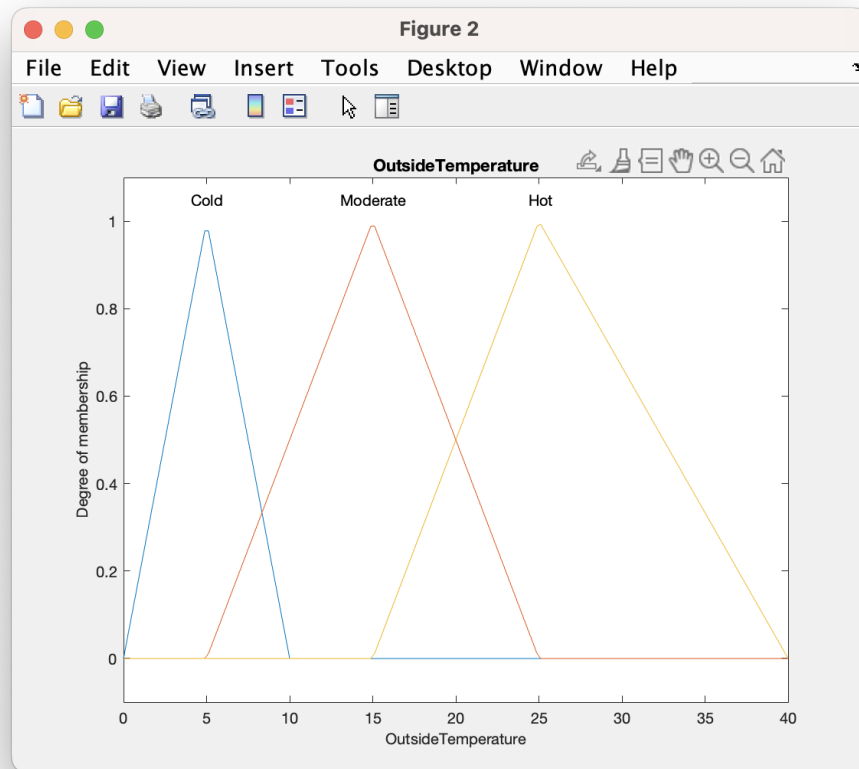 Figure 2
File Edit View Insert Tools Desktop Window Help
OutsideTemperature
Cold Moderate Hot
1
0.8
0.6
0.4
0.2
0
Degree of membership
0 5 10 15 20 25 30 35 40
OutsideTemperature